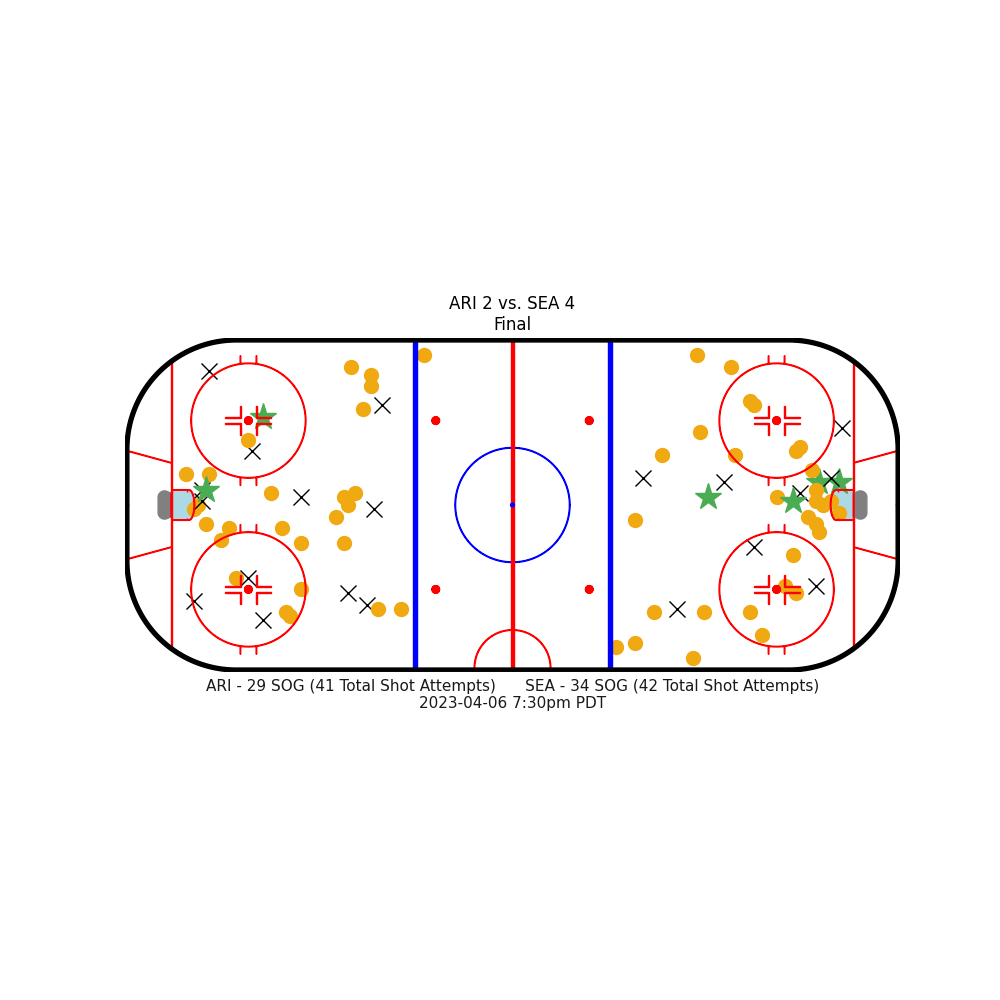 ARI 2 vs. SEA 4
Final
ARI - 29 SOG (41 Total Shot Attempts) SEA - 34 SOG (42 Total Shot Attempts)
2023-04-06 7:30pm PDT